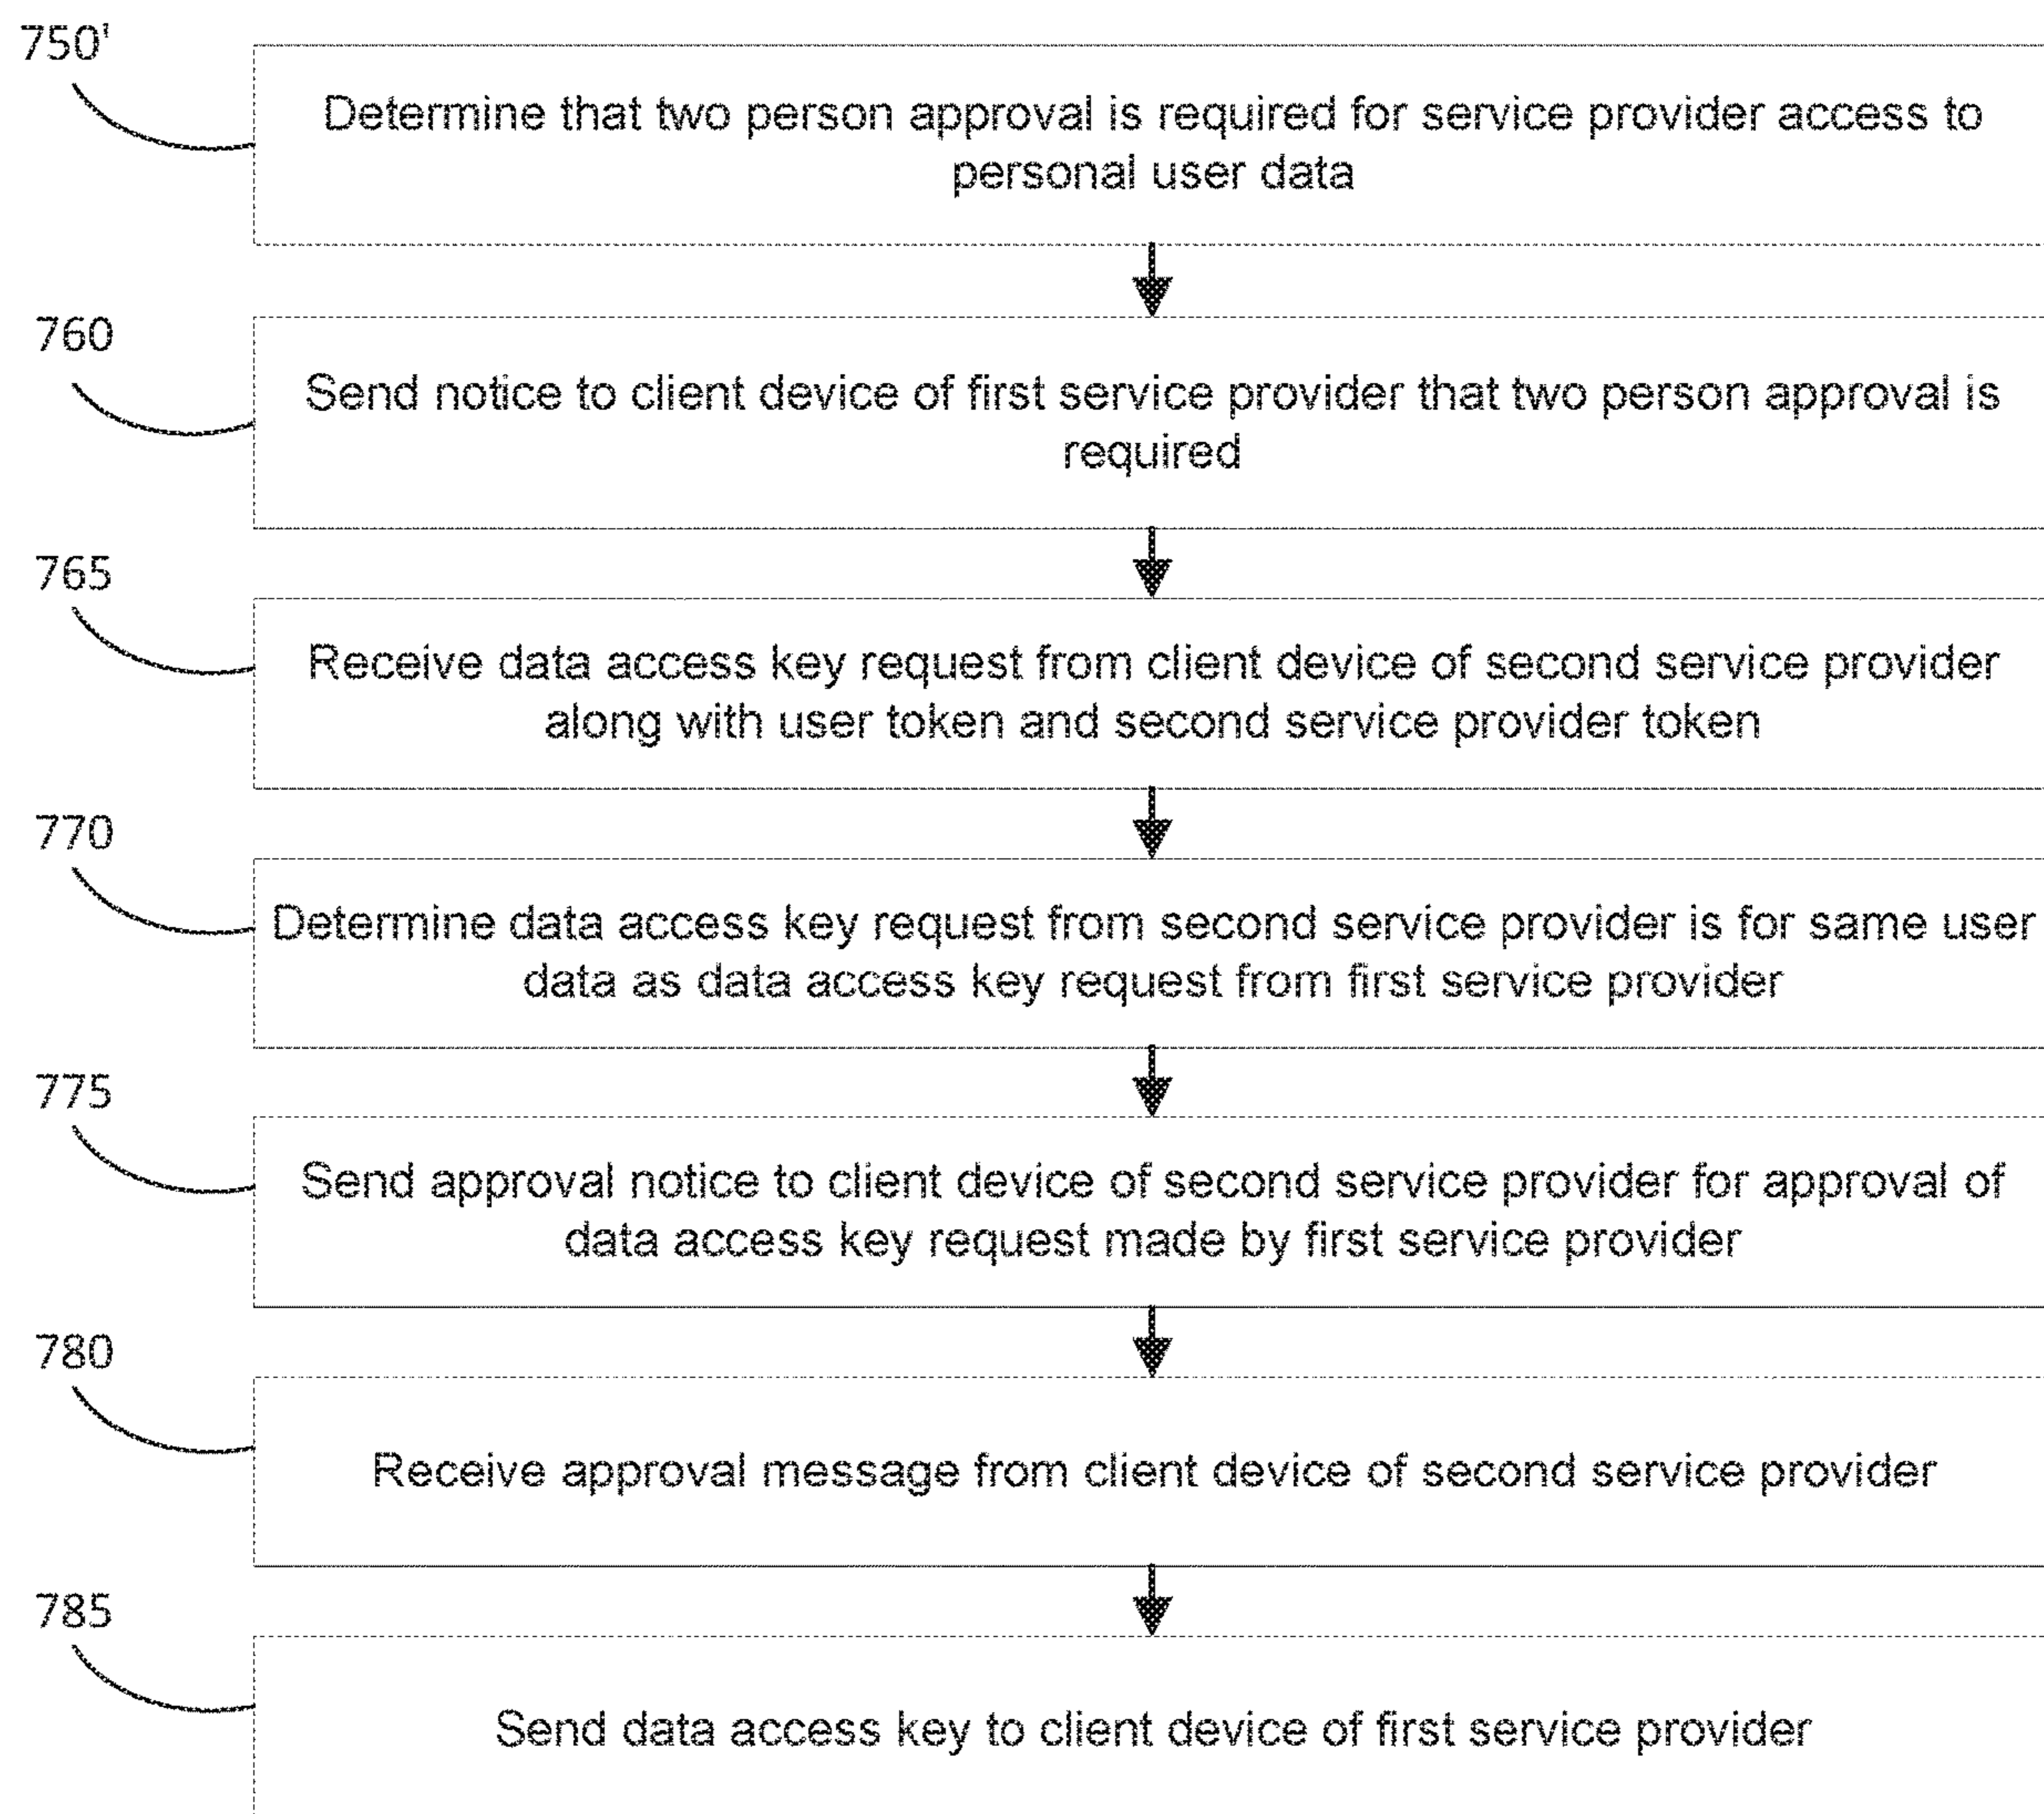 750'
Determine that two person approval is required for service provider access to
personal user data
760
Send notice to client device of first service provider that two person approval is
required
765
Receive data access key request from client device of second service provider
along with user token and second service provider token
770
Determine data access key request from second service provider is for same user
data as data access key request from first service provider
775
Send approval notice to client device of second service provider for approval of
data access key request made by first service provider
780
Receive approval message from client device of second service provider
785
Send data access key to client device of first service provider